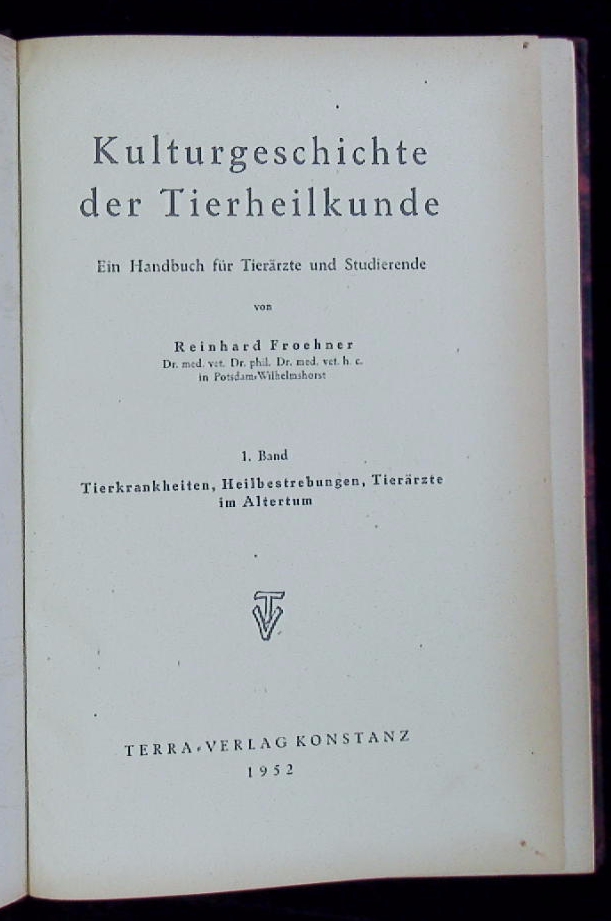 Kulturgeschichte
der Tierheilkunde
Ein Handbuch für Tierärzte und Studierende
von
Reinhard Froehner
Dr. med. vet. Dr. phil. Dr. med. vet. h. c.
in Potsdam-Wilhelmshorst
1. Band
Tierkrankheiten, Heilbestrebungen, Tierärzte
im Altertum
TV
TERRA-VERLAG KONSTANZ
1952